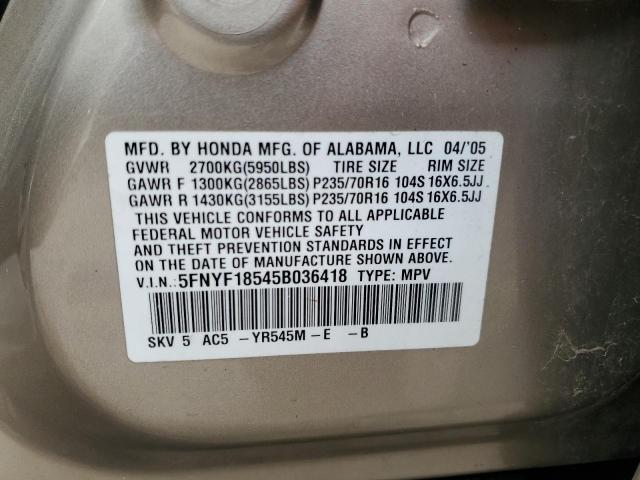 MFD. BY HONDA MFG. OF ALABAMA, LLC 04/'05
GVWR 2700KG(5950LBS) TIRE SIZE RIM SIZE
GAWR F 1300KG(2865LBS) P235/70R16 104S 16X6.5JJ
GAWR R 1430KG(3155LBS) P235/70R16 104S 16X6.5JJ
THIS VEHICLE CONFORMS TO ALL APPLICABLE
FEDERAL MOTOR VEHICLE SAFETY
AND THEFT PREVENTION STANDARDS IN EFFECT
ON THE DATE OF MANUFACTURE SHOWN ABOVE.
V.I.N.:5FNYF18545B036418 TYPE: MPV
SKV 5 AC5 -YR545M-E -B